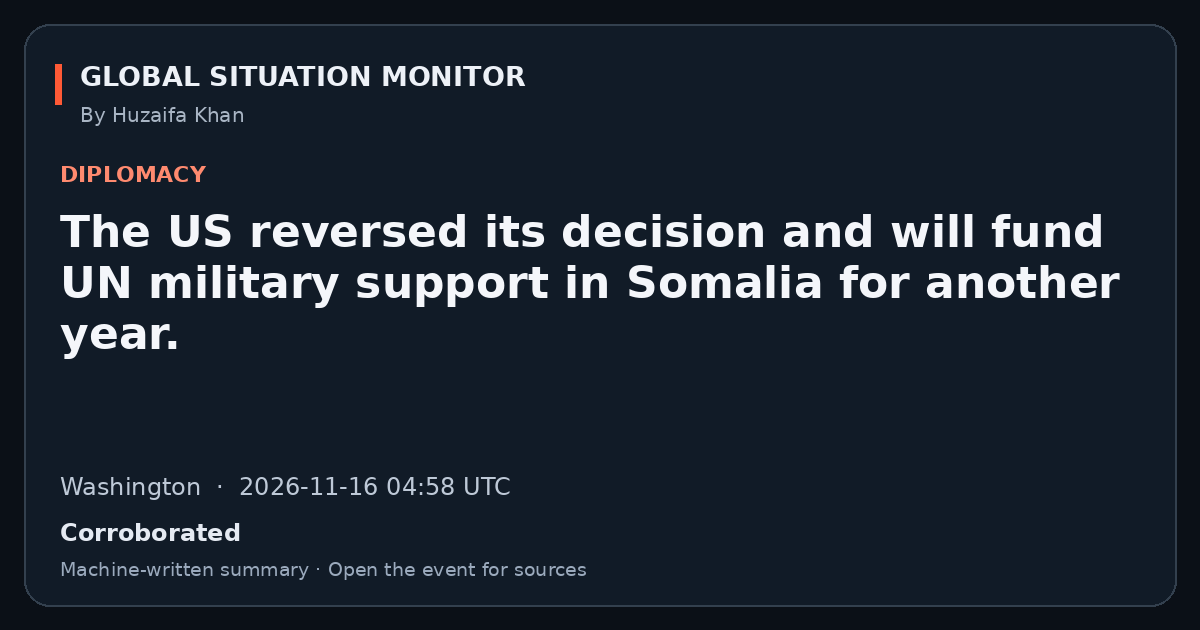 GLOBAL SITUATION MONITOR
By Huzaifa Khan
DIPLOMACY
The US reversed its decision and will fund
UN military support in Somalia for another
year.
Washington · 2026-11-16 04:58 UTC
Corroborated
Machine-written summary · Open the event for sources